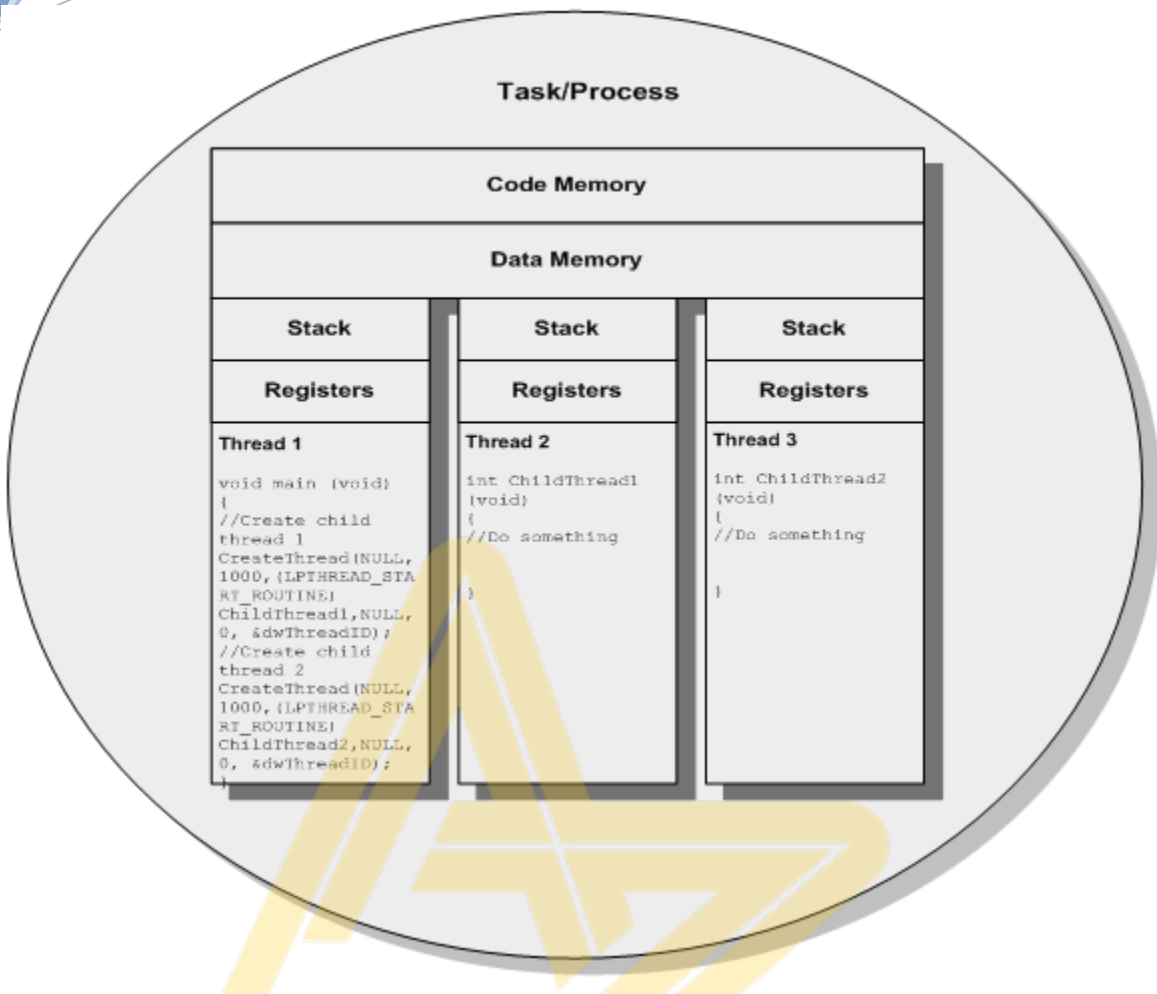 Task/Process
Code Memory
Data Memory
Stack
Registers
Thread 1
void main (void)
{
//Create child
thread 1
CreateThread(NULL,
1000,(LPTHREAD_STA
RT_ROUTINE)
ChildThread1,NULL,
0, &dwThreadID);
//Create child
thread 2
CreateThread(NULL,
1000,(LPTHREAD_STA
RT_ROUTINE)
ChildThread2,NULL,
0, &dwThreadID);
}
Stack
Registers
Thread 2
int ChildThread1
(void)
{
//Do something
}
Stack
Registers
Thread 3
int ChildThread2
(void)
{
//Do something
}